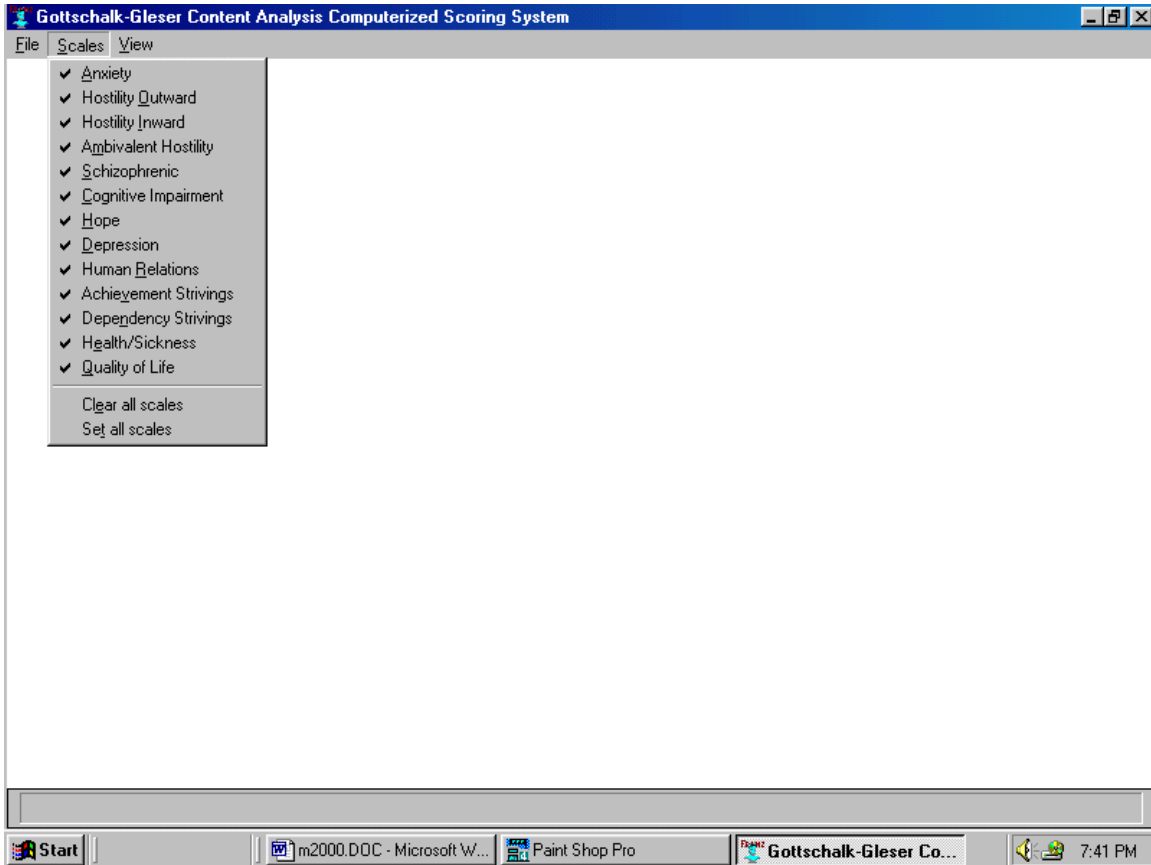 Gottschalk-Gleser Content Analysis Computerized Scoring System
File Scales View
Anxiety
Hostility Outward
Hostility Inward
Ambivalent Hostility
Schizophrenic
Cognitive Impairment
Hope
Depression
Human Relations
Achievement Strivings
Dependency Strivings
Health/Sickness
Quality of Life
Clear all scales
Set all scales
Start m2000.DOC - Microsoft W... Paint Shop Pro Gottschalk-Gleser Co... 7:41 PM